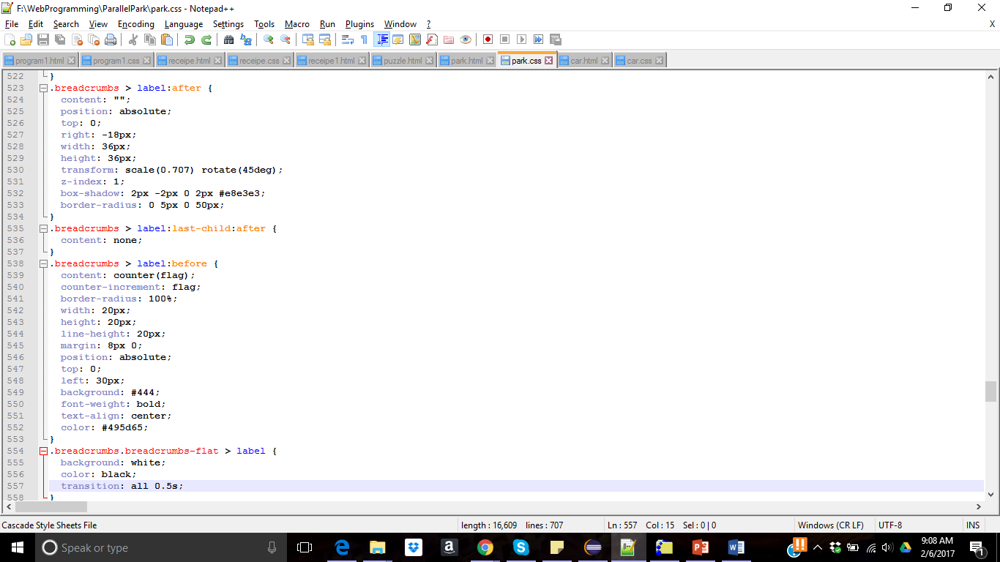 F:\WebProgramming\ParallelPark\park.css - Notepad++
File Edit Search View Encoding Language Settings Tools Macro Run Plugins Window ? X
program1.html program1.css receipe.html receipe.css receipe1.html puzzle.html park.html park.css car.html car.css
522 }
523 .breadcrumbs > label:after {
524 content: "";
525 position: absolute;
526 top: 0;
527 right: -18px;
528 width: 36px;
529 height: 36px;
530 transform: scale(0.707) rotate(45deg);
531 z-index: 1;
532 box-shadow: 2px -2px 0 2px #e8e3e3;
533 border-radius: 0 5px 0 50px;
534 }
535 .breadcrumbs > label:last-child:after {
536 content: none;
537 }
538 .breadcrumbs > label:before {
539 content: counter(flag);
540 counter-increment: flag;
541 border-radius: 100%;
542 width: 20px;
543 height: 20px;
544 line-height: 20px;
545 margin: 8px 0;
546 position: absolute;
547 top: 0;
548 left: 30px;
549 background: #444;
550 font-weight: bold;
551 text-align: center;
552 color: #495d65;
553 }
554 .breadcrumbs.breadcrumbs-flat > label {
555 background: white;
556 color: black;
557 transition: all 0.5s;
558 }
Cascade Style Sheets File length : 16,609 lines : 707 Ln : 557 Col : 15 Sel : 0 | 0 Windows (CR LF) UTF-8 INS
Speak or type 9:08 AM
2/6/2017